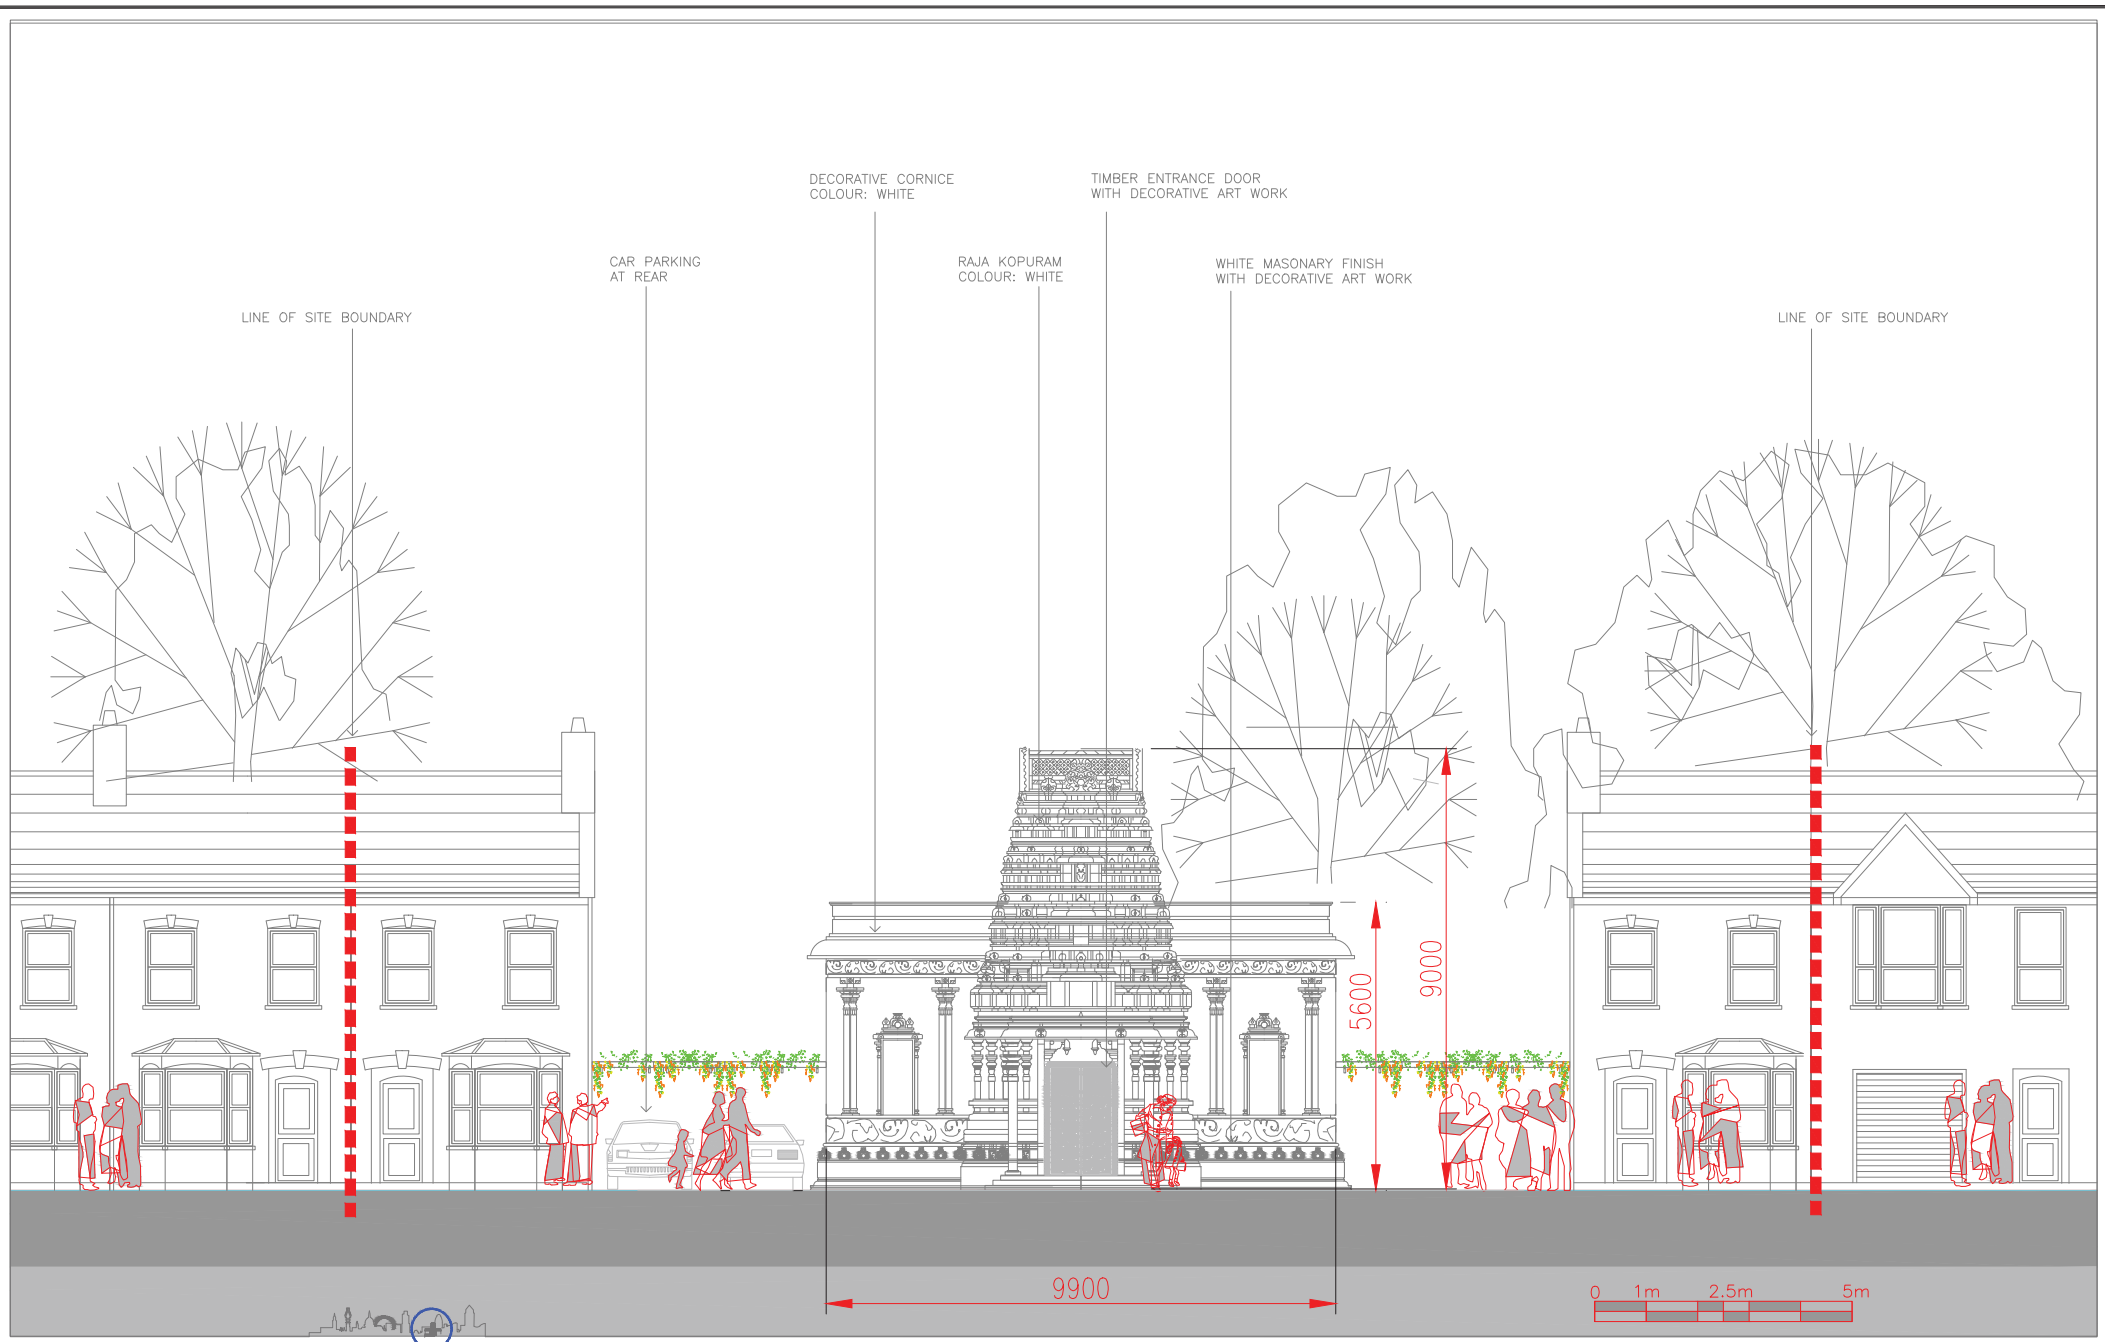 DECORATIVE CORNICE
COLOUR: WHITE
TIMBER ENTRANCE DOOR
WITH DECORATIVE ART WORK
CAR PARKING
AT REAR
RAJA KOPURAM
COLOUR: WHITE
WHITE MASONARY FINISH
WITH DECORATIVE ART WORK
LINE OF SITE BOUNDARY
LINE OF SITE BOUNDARY
5600
9000
9900
0 1m 2.5m 5m